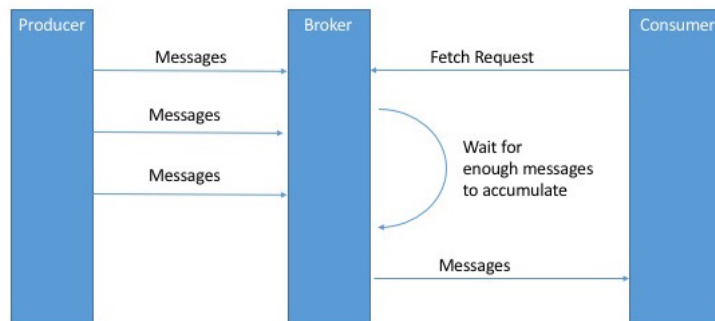 Producer
Broker
Consumer
Messages
Fetch Request
Messages
Wait for
enough messages
to accumulate
Messages
Messages